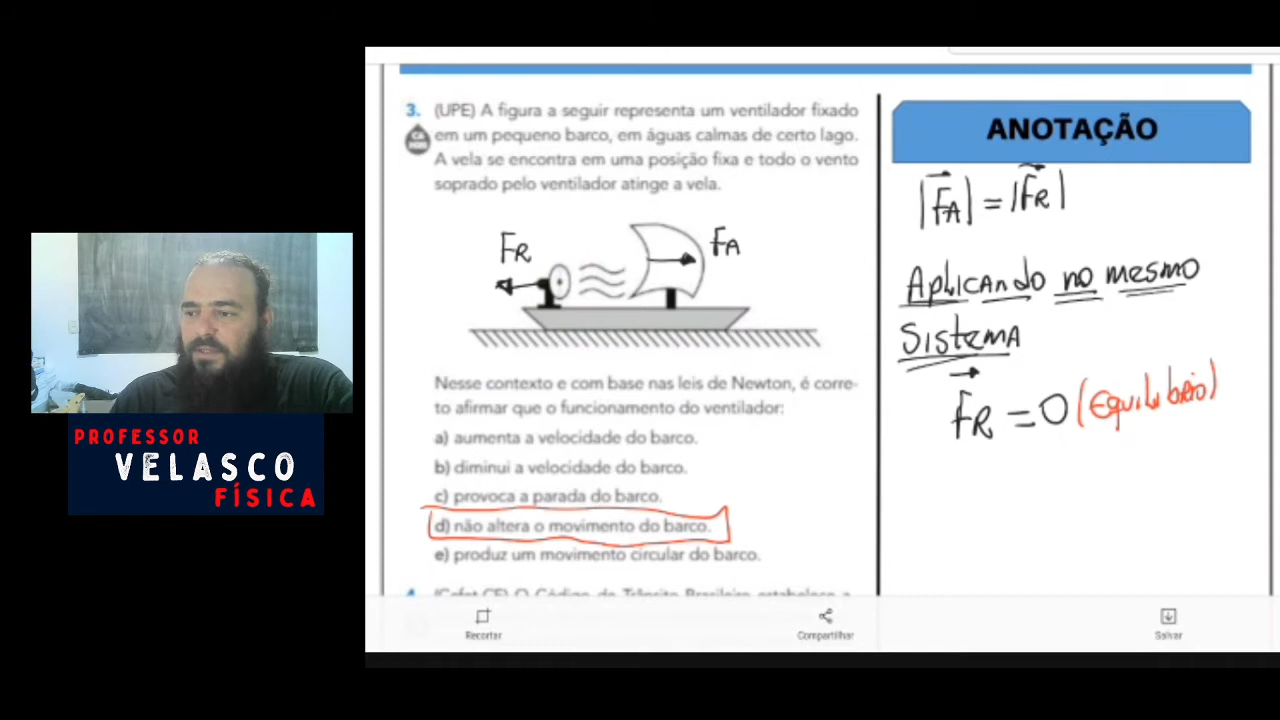 3. (UPE) A figura a seguir representa um ventilador fixado
em um pequeno barco, em águas calmas de certo lago.
A vela se encontra em uma posição fixa e todo o vento
soprado pelo ventilador atinge a vela.
FR
FA
Nesse contexto e com base nas leis de Newton, é corre-
to afirmar que o funcionamento do ventilador:
a) aumenta a velocidade do barco.
b) diminui a velocidade do barco.
c) provoca a parada do barco.
d) não altera o movimento do barco.
e) produz um movimento circular do barco.
ANOTAÇÃO
|FA| = |FR|
Aplicando no mesmo
Sistema
FR = 0 (Equilibrio)
PROFESSOR
VELASCO
FÍSICA
Recortar
Compartilhar
Salvar